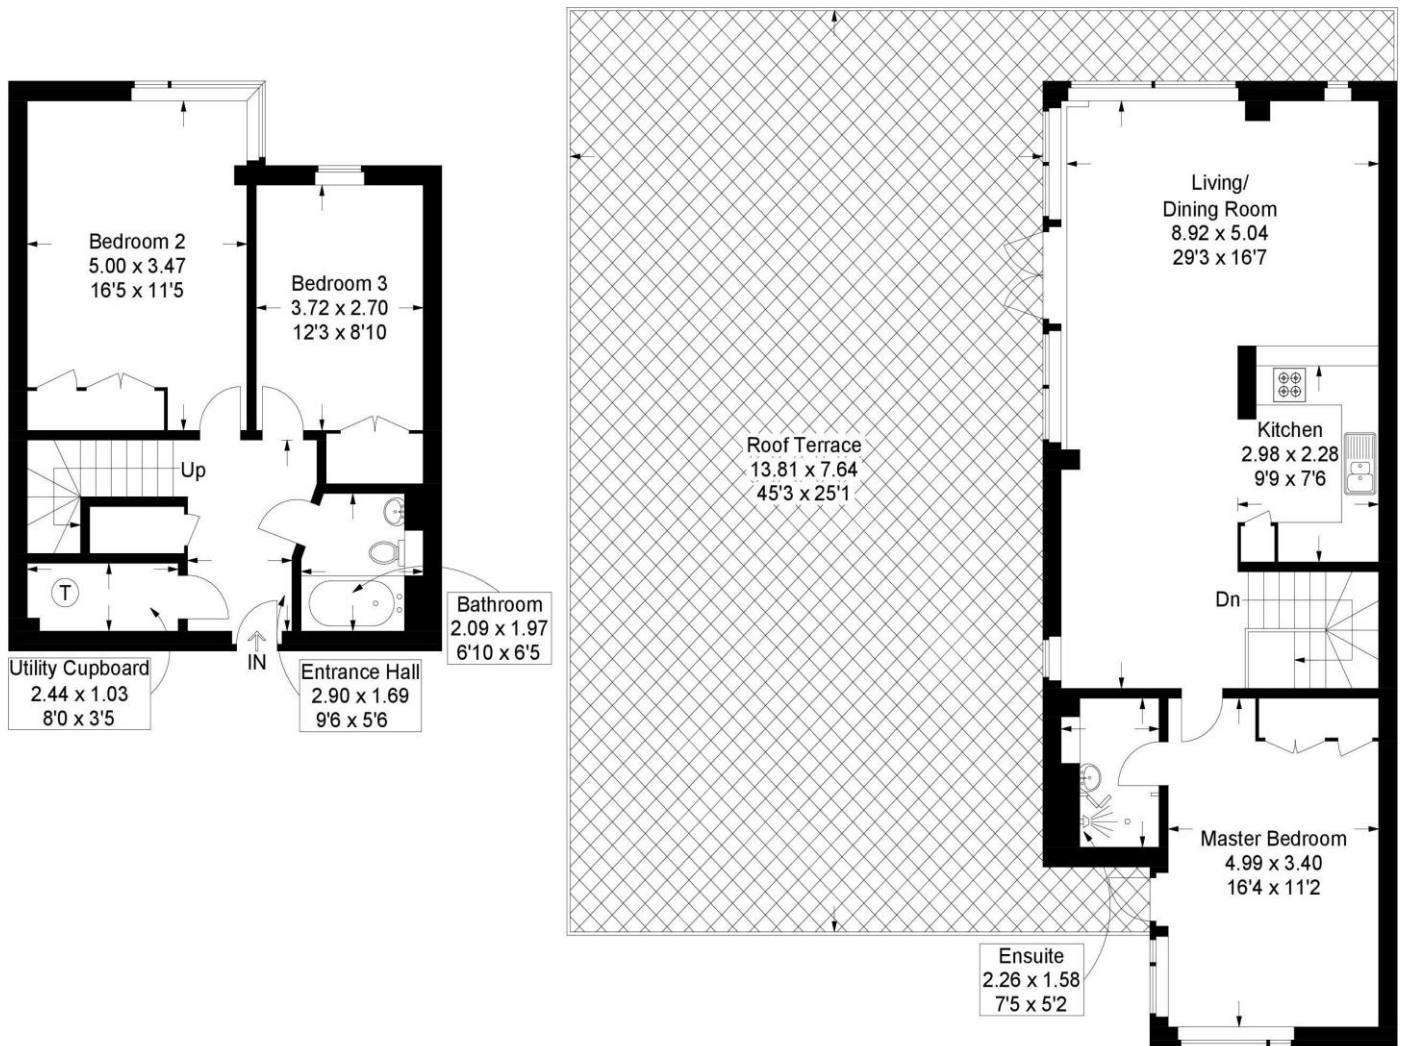 Bedroom 2
5.00 x 3.47
16'5 x 11'5
Bedroom 3
3.72 x 2.70
12'3 x 8'10
Up
T
IN
Bathroom
2.09 x 1.97
6'10 x 6'5
Utility Cupboard
2.44 x 1.03
8'0 x 3'5
Entrance Hall
2.90 x 1.69
9'6 x 5'6
Roof Terrace
13.81 x 7.64
45'3 x 25'1
Living/
Dining Room
8.92 x 5.04
29'3 x 16'7
Kitchen
2.98 x 2.28
9'9 x 7'6
Dn
Master Bedroom
4.99 x 3.40
16'4 x 11'2
Ensuite
2.26 x 1.58
7'5 x 5'2